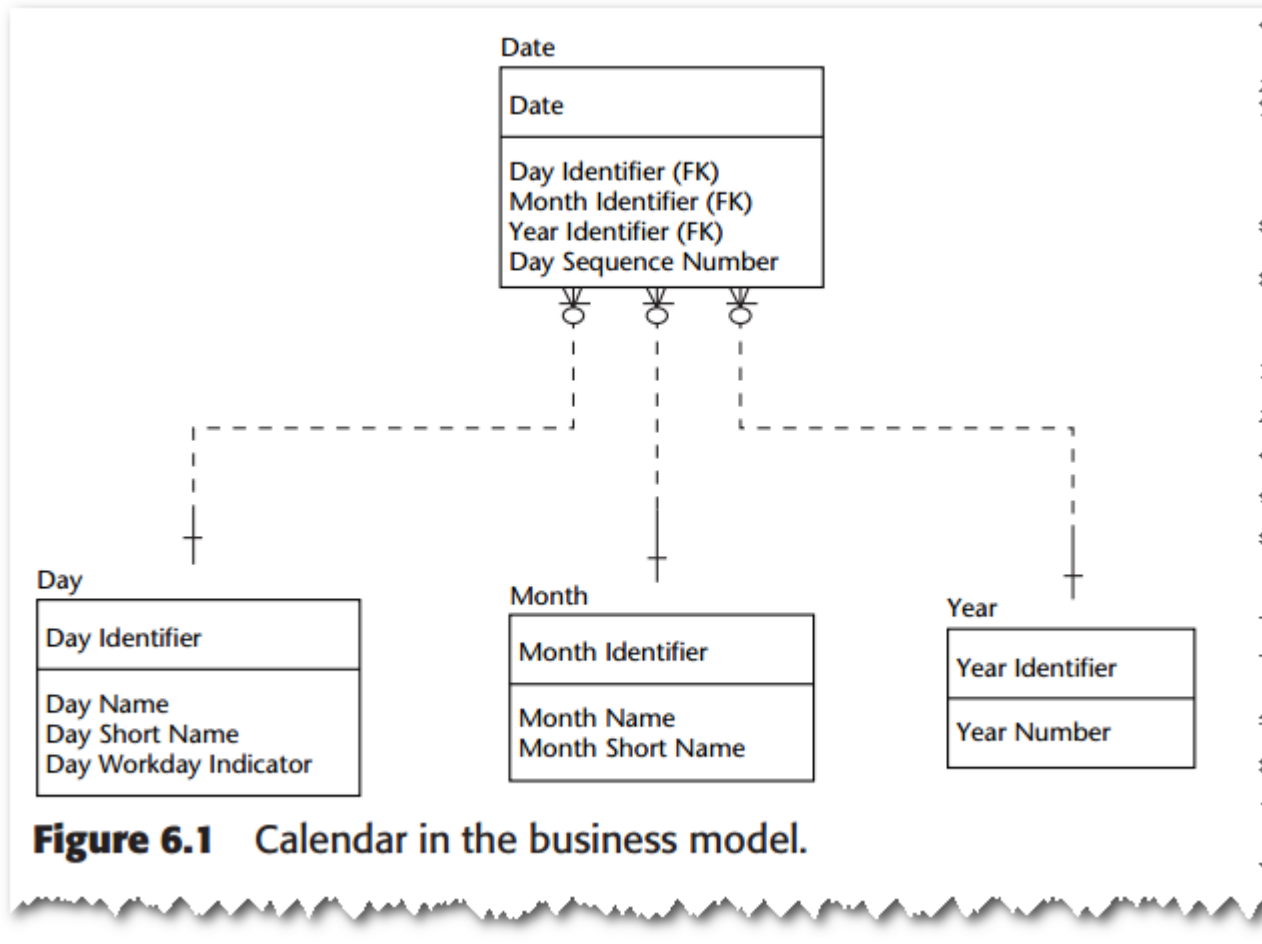 Date
Date
Day Identifier (FK)
Month Identifier (FK)
Year Identifier (FK)
Day Sequence Number
Day
Day Identifier
Day Name
Day Short Name
Day Workday Indicator
Month
Month Identifier
Month Name
Month Short Name
Year
Year Identifier
Year Number
Figure 6.1 Calendar in the business model.